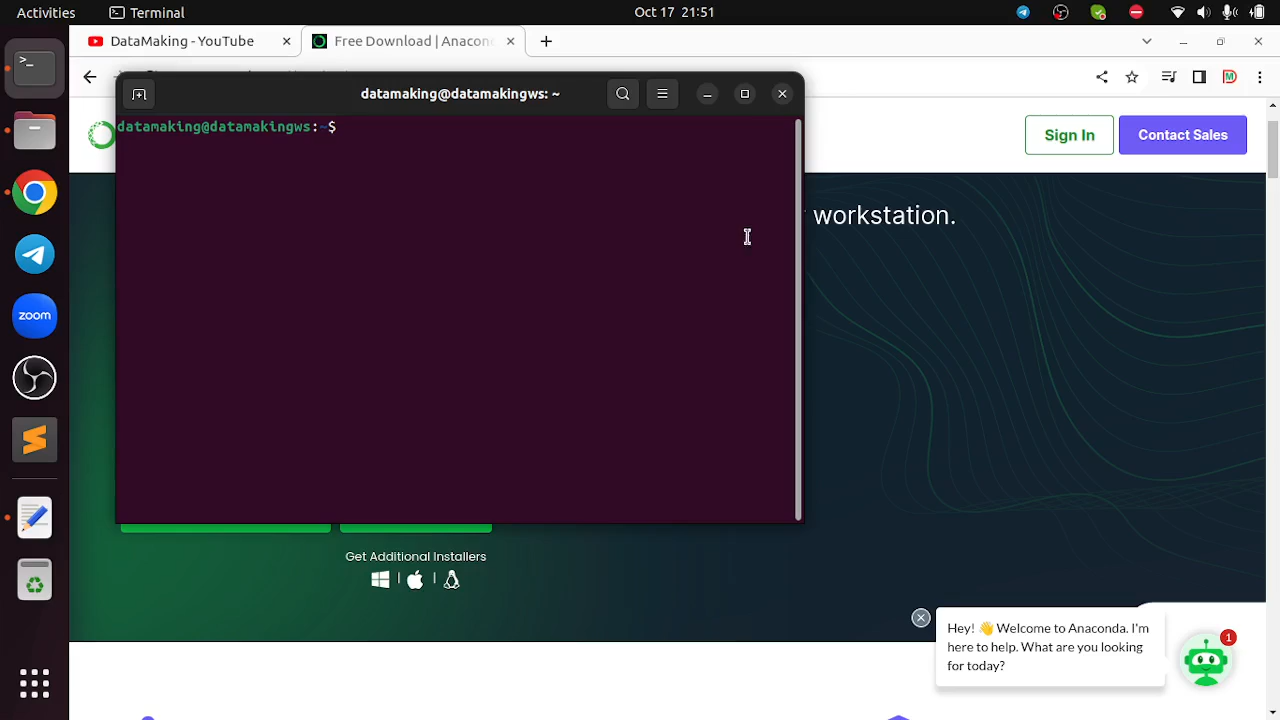 Activities Terminal Oct 17 21:51
DataMaking - YouTube Free Download | Anacon
datamaking@datamakingws: ~
datamaking@datamakingws:~$
Sign In Contact Sales
workstation.
zoom
Get Additional Installers
Hey! 👋 Welcome to Anaconda. I'm
here to help. What are you looking
for today?
1